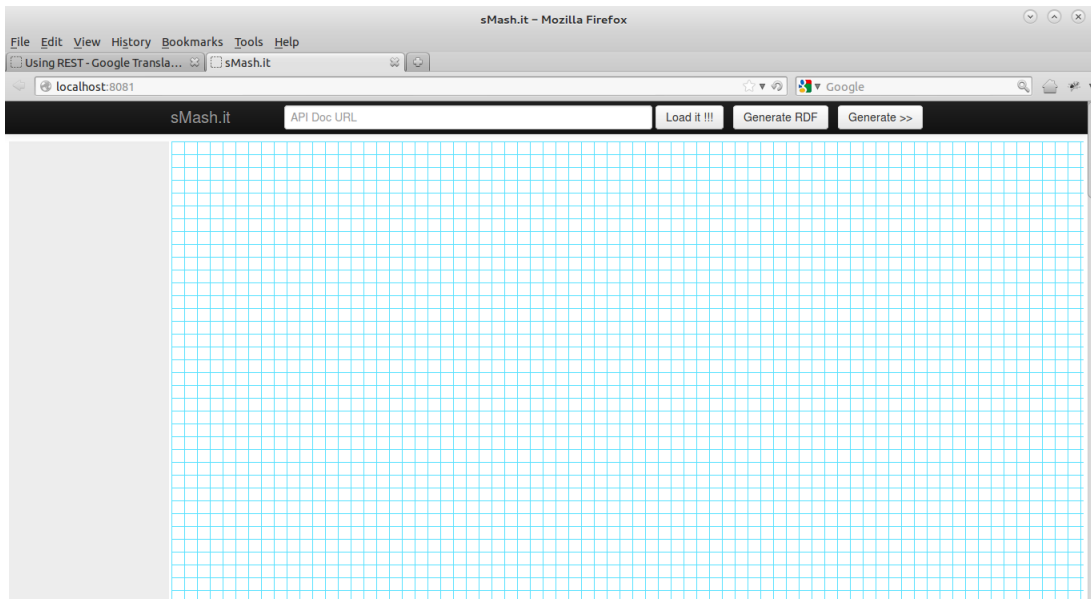 sMash.it - Mozilla Firefox
File Edit View History Bookmarks Tools Help
Using REST - Google Transla... sMash.it
localhost:8081 Google
sMash.it API Doc URL Load it !!! Generate RDF Generate >>